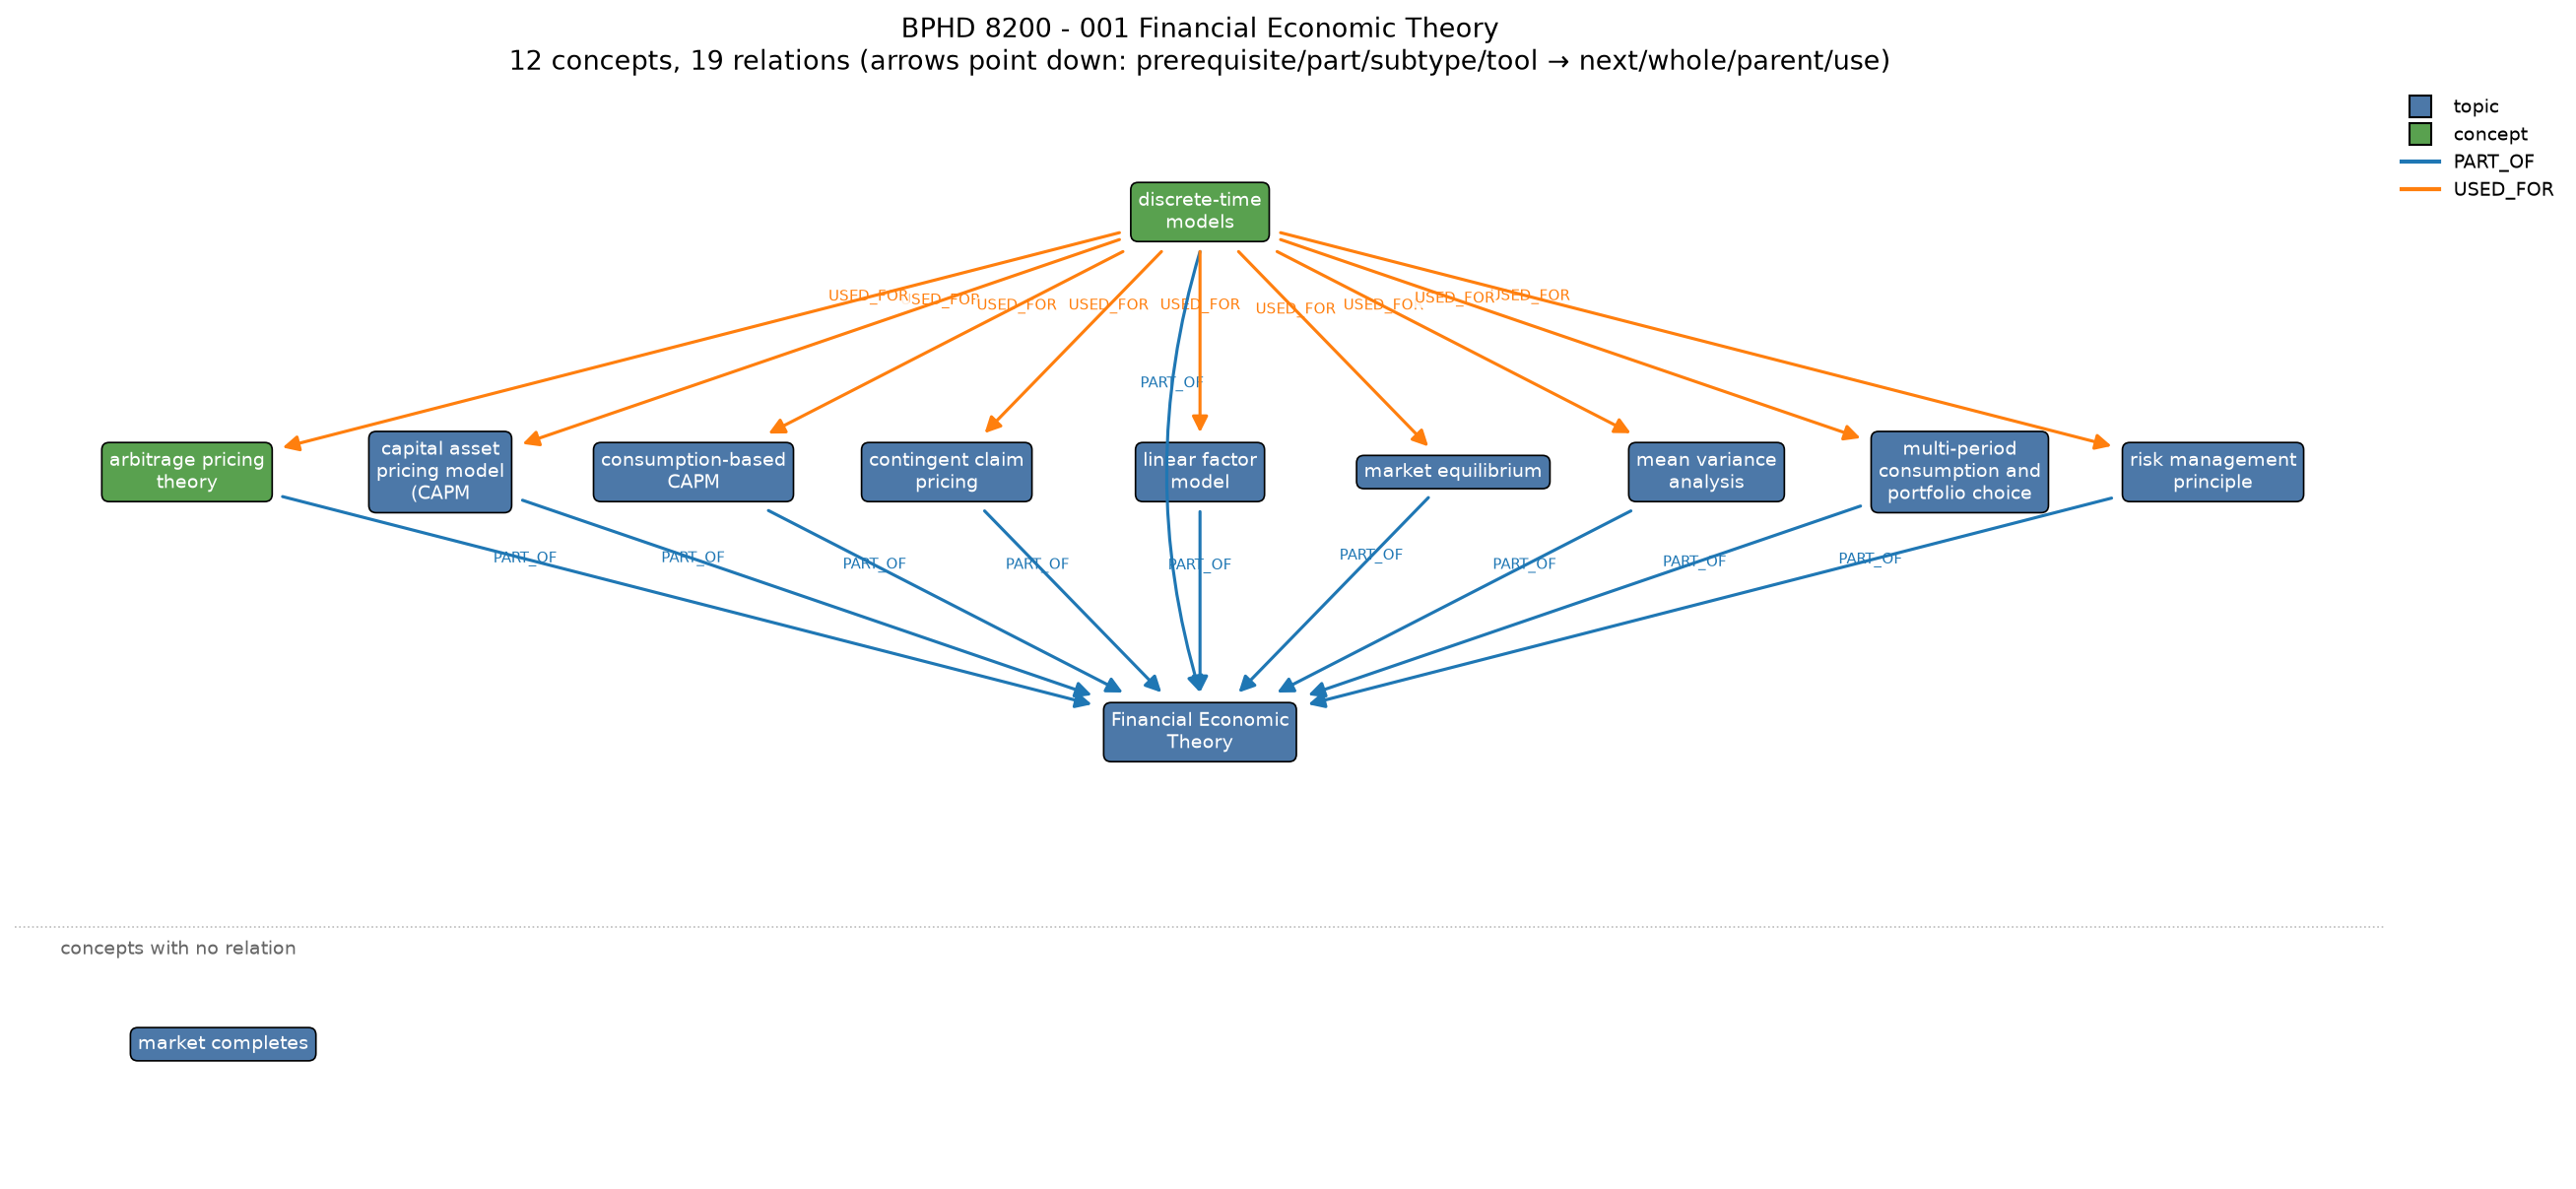 BPHD 8200 - 001 Financial Economic Theory
12 concepts, 19 relations (arrows point down: prerequisite/part/subtype/tool → next/whole/parent/use)
topic
concept
PART_OF
USED_FOR
discrete-time
models
USED_FOR
USED_FOR
USED_FOR
USED_FOR
USED_FOR
USED_FOR
USED_FOR
USED_FOR
USED_FOR
PART_OF
arbitrage pricing
theory
capital asset
pricing model
(CAPM
consumption-based
CAPM
contingent claim
pricing
linear factor
model
market equilibrium
mean variance
analysis
multi-period
consumption and
portfolio choice
risk management
principle
PART_OF
PART_OF
PART_OF
PART_OF
PART_OF
PART_OF
PART_OF
PART_OF
PART_OF
Financial Economic
Theory
concepts with no relation
market completes